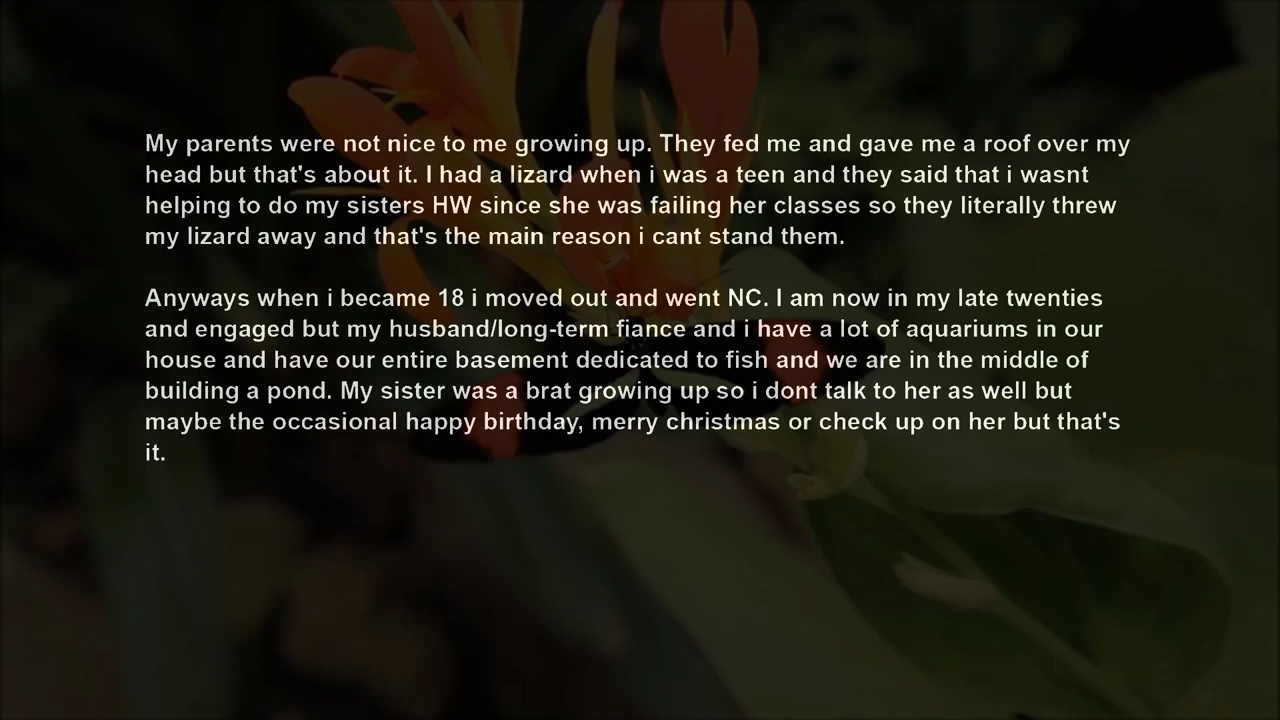 My parents were not nice to me growing up. They fed me and gave me a roof over my
head but that's about it. I had a lizard when i was a teen and they said that i wasnt
helping to do my sisters HW since she was failing her classes so they literally threw
my lizard away and that's the main reason i cant stand them.
Anyways when i became 18 i moved out and went NC. I am now in my late twenties
and engaged but my husband/long-term fiance and i have a lot of aquariums in our
house and have our entire basement dedicated to fish and we are in the middle of
building a pond. My sister was a brat growing up so i dont talk to her as well but
maybe the occasional happy birthday, merry christmas or check up on her but that's
it.